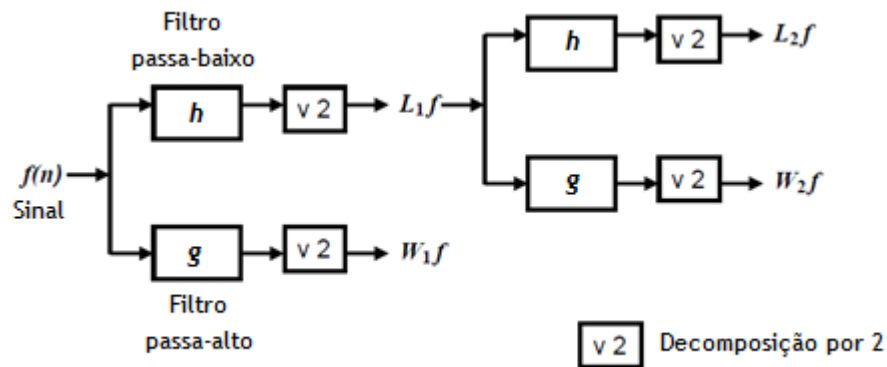 Filtro
passa-baixo
h
v 2
L₁f
h
v 2
L₂f
f(n)
Sinal
g
v 2
W₁f
g
v 2
W₂f
Filtro
passa-alto
v 2
Decomposição por 2